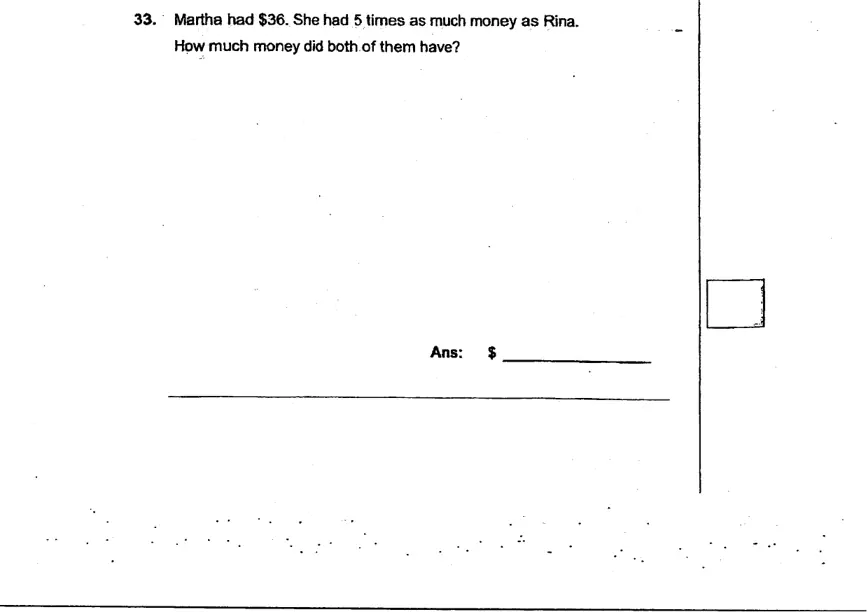 33. Martha had $36. She had 5 times as much money as Rina.
How much money did both of them have?
Ans: $